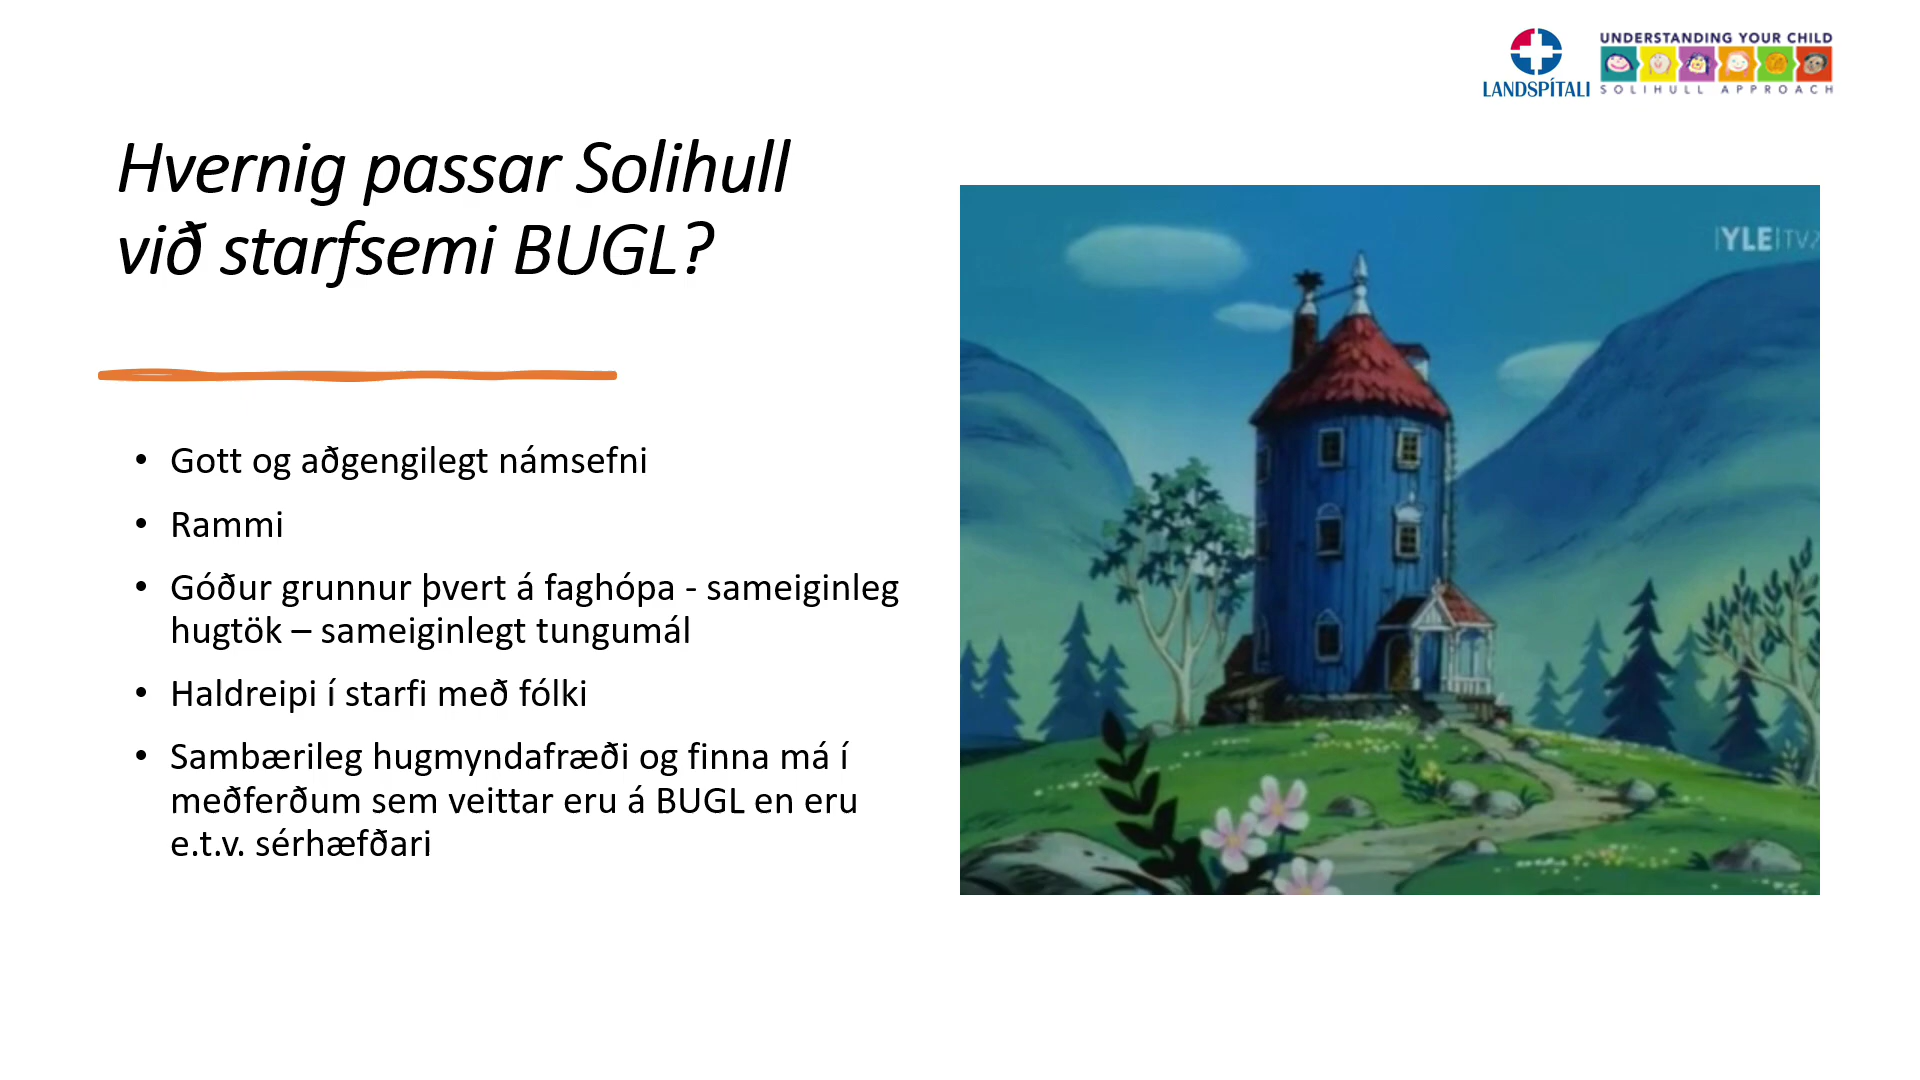 LANDSPÍTALI
UNDERSTANDING YOUR CHILD
SOLIHULL APPROACH
Hvernig passar Solihull
við starfsemi BUGL?
YLE TV2
• Gott og aðgengilegt námsefni
• Rammi
• Góður grunnur þvert á faghópa - sameiginleg
hugtök – sameiginlegt tungumál
• Haldreipi í starfi með fólki
• Sambærileg hugmyndafræði og finna má í
meðferðum sem veittar eru á BUGL en eru
e.t.v. sérhæfðari